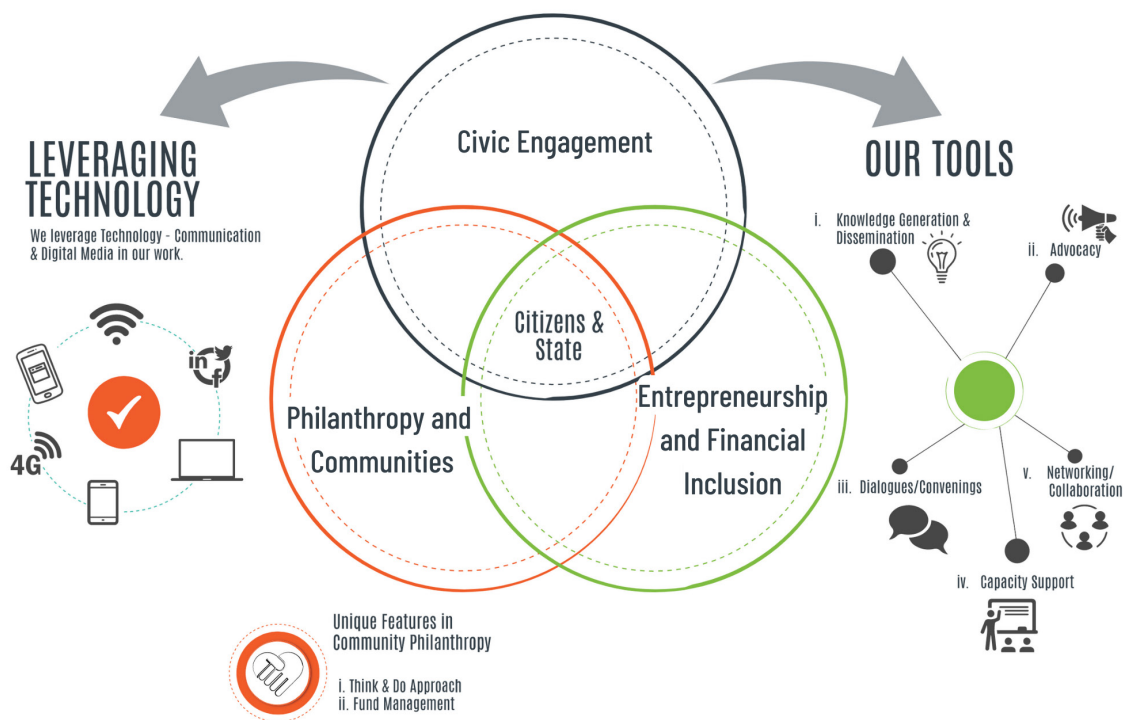 Civic Engagement
LEVERAGING
TECHNOLOGY
We leverage Technology - Communication
& Digital Media in our work.
in
f
4G
Citizens &
State
Philanthropy and
Communities
Entrepreneurship
and Financial
Inclusion
OUR TOOLS
i. Knowledge Generation &
Dissemination
ii. Advocacy
iii. Dialogues/Convenings
v. Networking/
Collaboration
iv. Capacity Support
Unique Features in
Community Philanthropy
i. Think & Do Approach
ii. Fund Management